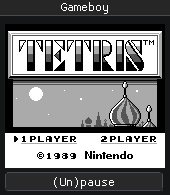 Gameboy
TETRIS™
▶1PLAYER 2PLAYER
©1989 Nintendo
(Un)pause